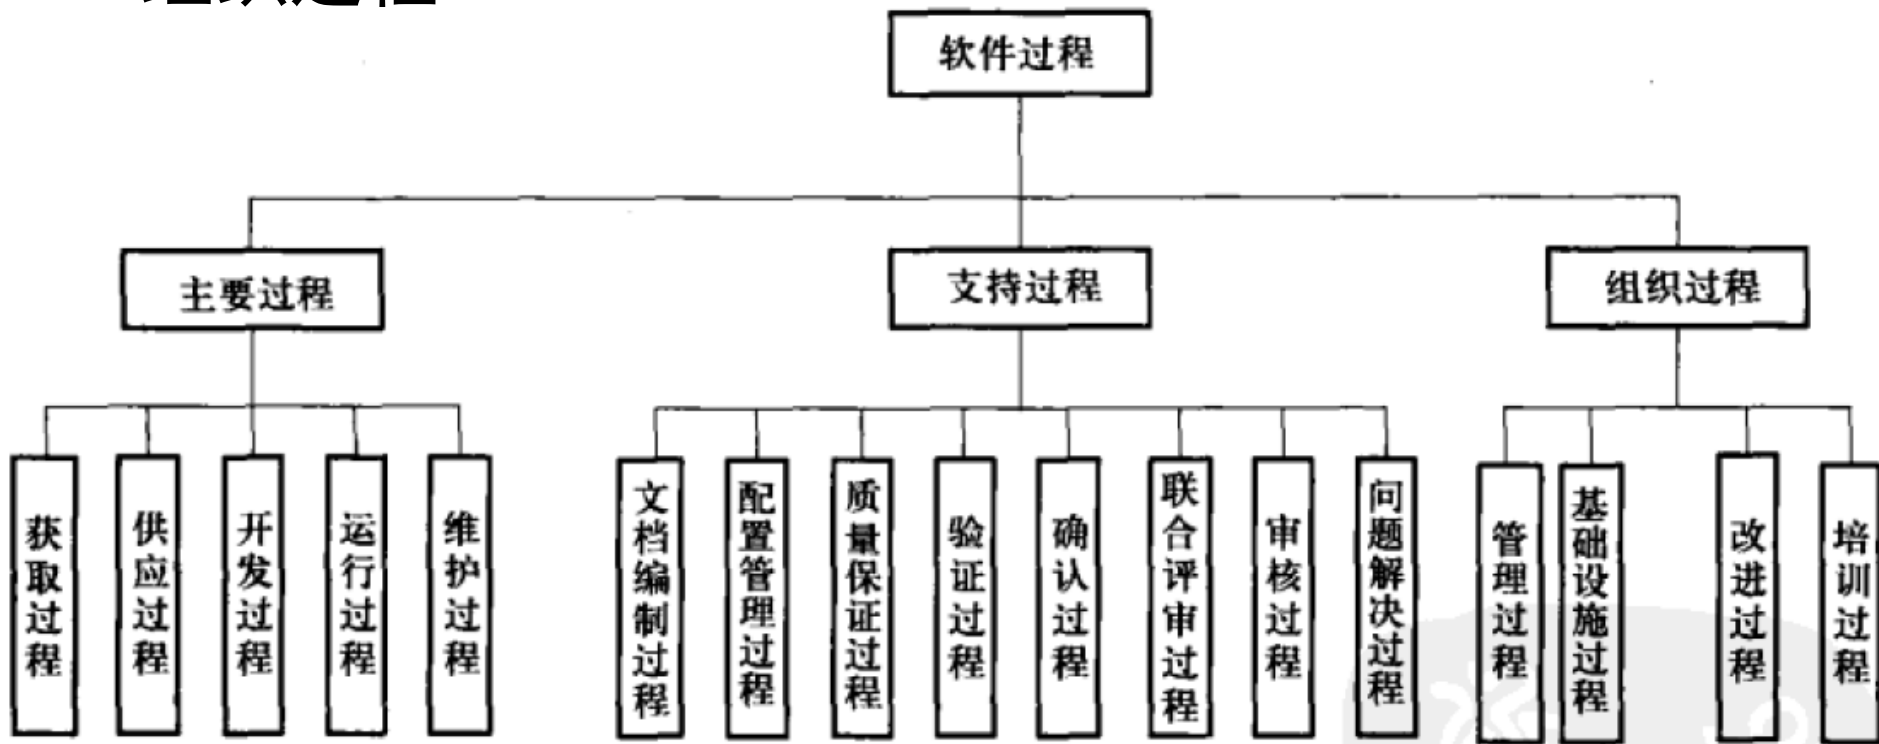 组织过程
软件过程
主要过程
支持过程
组织过程
获取过程
供应过程
开发过程
运行过程
维护过程
文档编制过程
配置管理过程
质量保证过程
验证过程
确认过程
联合评审过程
审核过程
问题解决过程
管理过程
基础设施过程
改进过程
培训过程